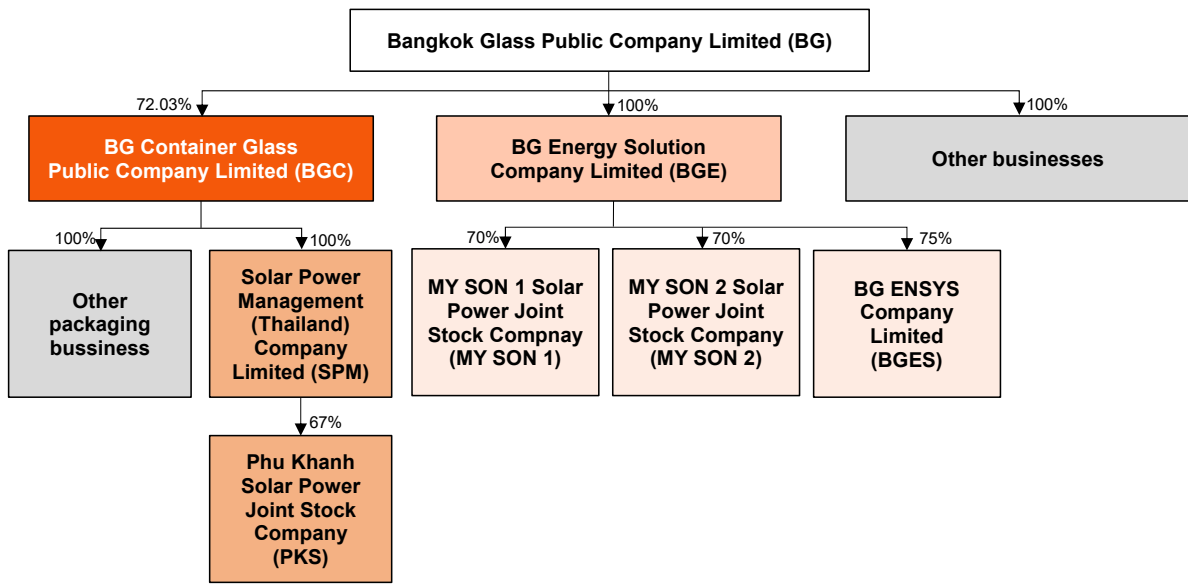 Bangkok Glass Public Company Limited (BG)
72.03%
100%
100%
BG Container Glass
Public Company Limited (BGC)
BG Energy Solution
Company Limited (BGE)
Other businesses
100%
100%
70%
70%
75%
Other
packaging
bussiness
Solar Power
Management
(Thailand)
Company
Limited (SPM)
MY SON 1 Solar
Power Joint
Stock Compnay
(MY SON 1)
MY SON 2 Solar
Power Joint
Stock Company
(MY SON 2)
BG ENSYS
Company
Limited
(BGES)
67%
Phu Khanh
Solar Power
Joint Stock
Company
(PKS)